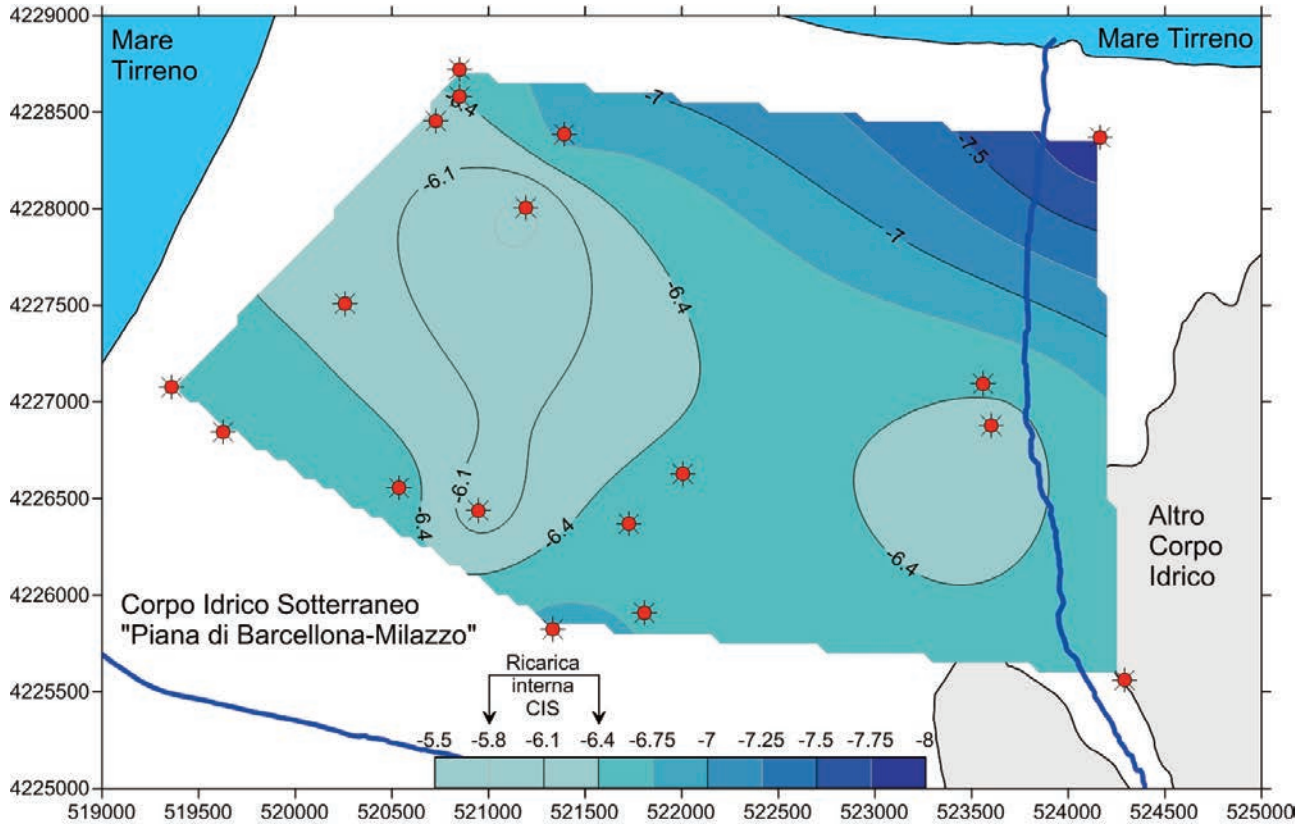 4229000
4228500
4228000
4227500
4227000
4226500
4226000
4225500
4225000
Mare
Tirreno
Mare Tirreno
-6.4
-7
-7.5
-6.1
-7
-6.4
-6.1
-6.4
-6.4
-6.4
Altro
Corpo
Idrico
Corpo Idrico Sotterraneo
"Piana di Barcellona-Milazzo"
Ricarica
interna
CIS
-5.5 -5.8 -6.1 -6.4 -6.75 -7 -7.25 -7.5 -7.75 -8
519000 519500 520000 520500 521000 521500 522000 522500 523000 523500 524000 524500 525000